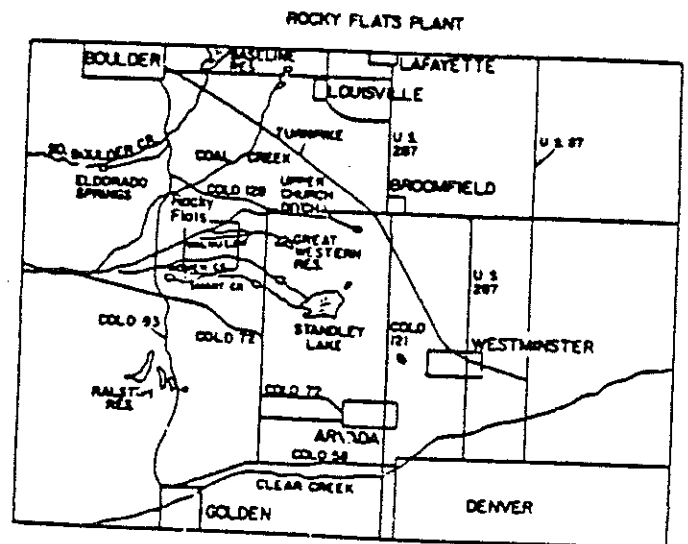 ROCKY FLATS PLANT
BOULDER
BASELINE
RES.
LAFAYETTE
LOUISVILLE
TURNPIKE
U.S.
287
U.S. 87
SO. BOULDER CR.
COAL CREEK
ELDORADO
SPRINGS
COLO 128
UPPER
CHURCH
DITCH
BROOMFIELD
Rocky
Flats
GREAT
WESTERN
RES.
U S
287
COLO 93
COLO 72
STANDLEY
LAKE
COLO
121
WESTMINSTER
RALSTON
RES.
COLO 72
ARVADA
COLO 58
CLEAR CREEK
GOLDEN
DENVER